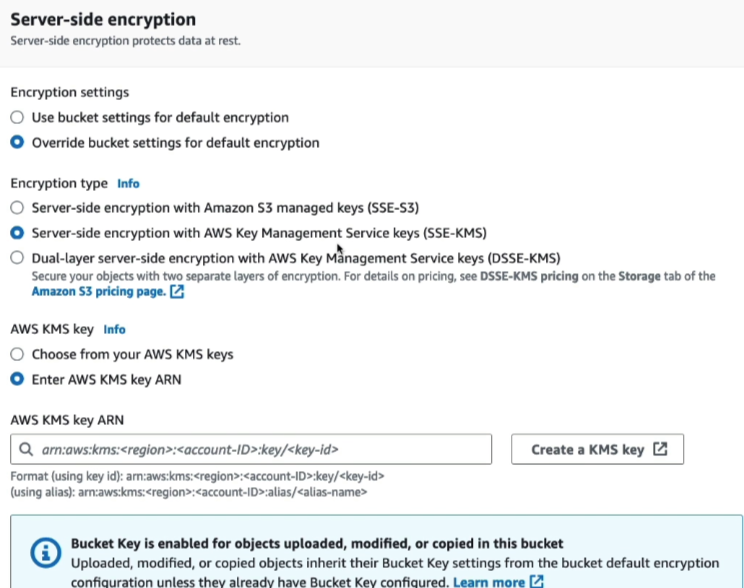 Server-side encryption
Server-side encryption protects data at rest.
Encryption settings
Use bucket settings for default encryption
Override bucket settings for default encryption
Encryption type Info
Server-side encryption with Amazon S3 managed keys (SSE-S3)
Server-side encryption with AWS Key Management Service keys (SSE-KMS)
Dual-layer server-side encryption with AWS Key Management Service keys (DSSE-KMS)
Secure your objects with two separate layers of encryption. For details on pricing, see DSSE-KMS pricing on the Storage tab of the
Amazon S3 pricing page.
AWS KMS key Info
Choose from your AWS KMS keys
Enter AWS KMS key ARN
AWS KMS key ARN
arn:aws:kms:<region>:<account-ID>:key/<key-id>
Create a KMS key
Format (using key id): arn:aws:kms:<region>:<account-ID>:key/<key-id>
(using alias): arn:aws:kms:<region>:<account-ID>:alias/<alias-name>
Bucket Key is enabled for objects uploaded, modified, or copied in this bucket
Uploaded, modified, or copied objects inherit their Bucket Key settings from the bucket default encryption
configuration unless they already have Bucket Key configured. Learn more